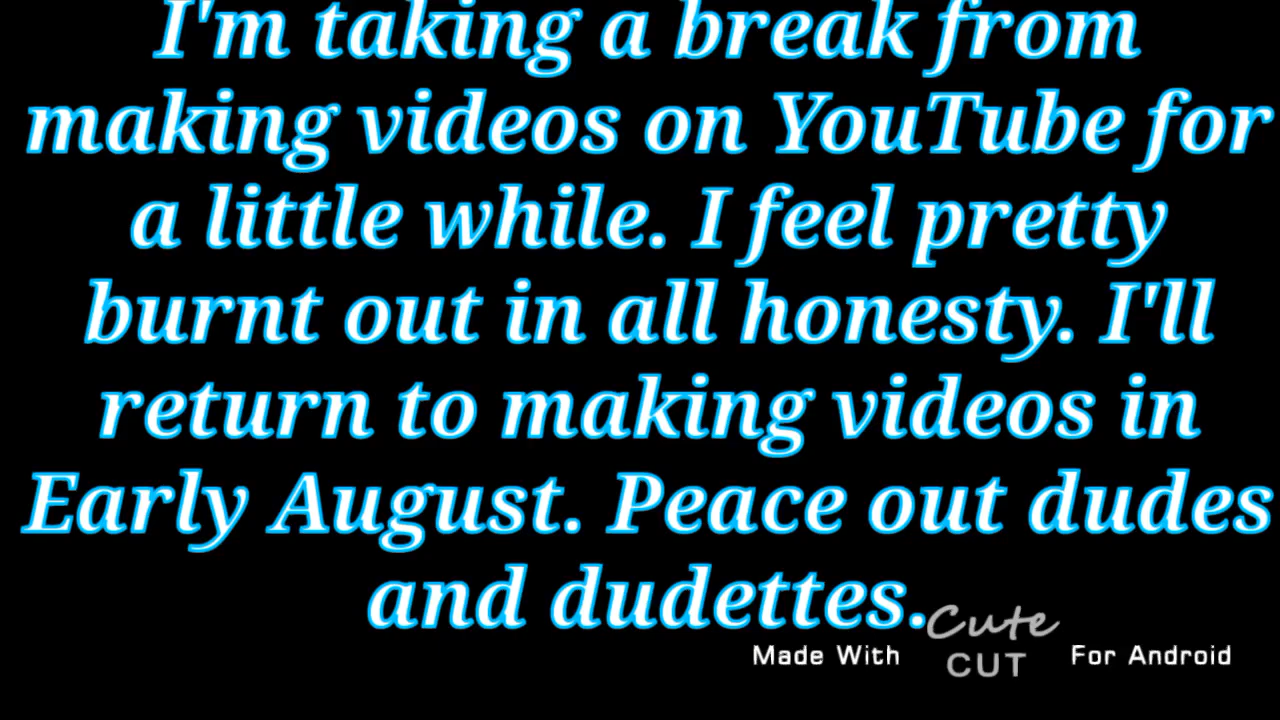 I'm taking a break from
making videos on YouTube for
a little while. I feel pretty
burnt out in all honesty. I'll
return to making videos in
Early August. Peace out dudes
and dudettes.
Made With Cute CUT For Android